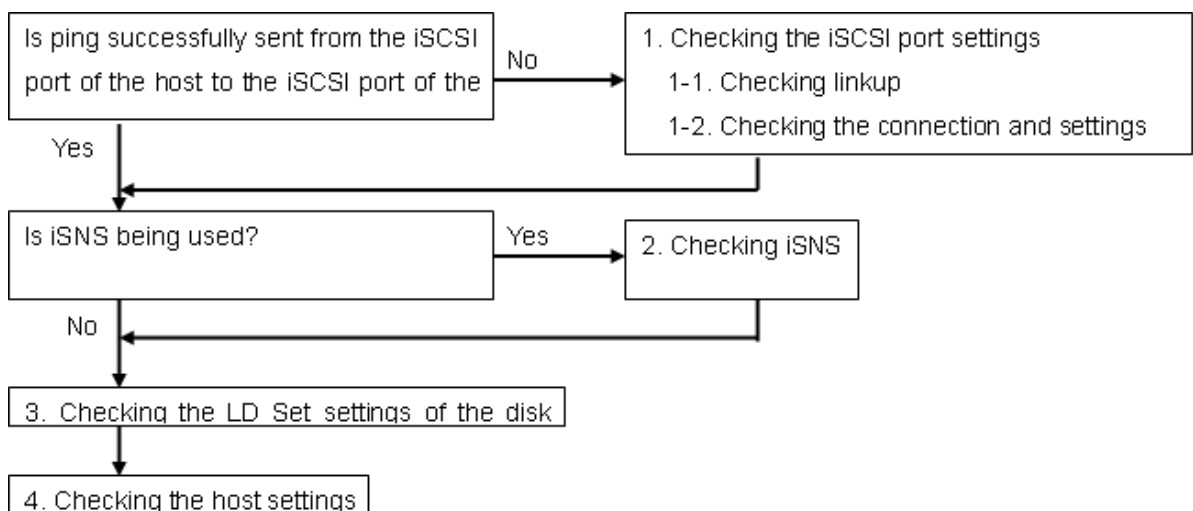 Is ping successfully sent from the iSCSI
port of the host to the iSCSI port of the
No
1. Checking the iSCSI port settings
1-1. Checking linkup
1-2. Checking the connection and settings
Yes
Is iSNS being used?
Yes
2. Checking iSNS
No
3. Checking the LD Set settings of the disk
4. Checking the host settings